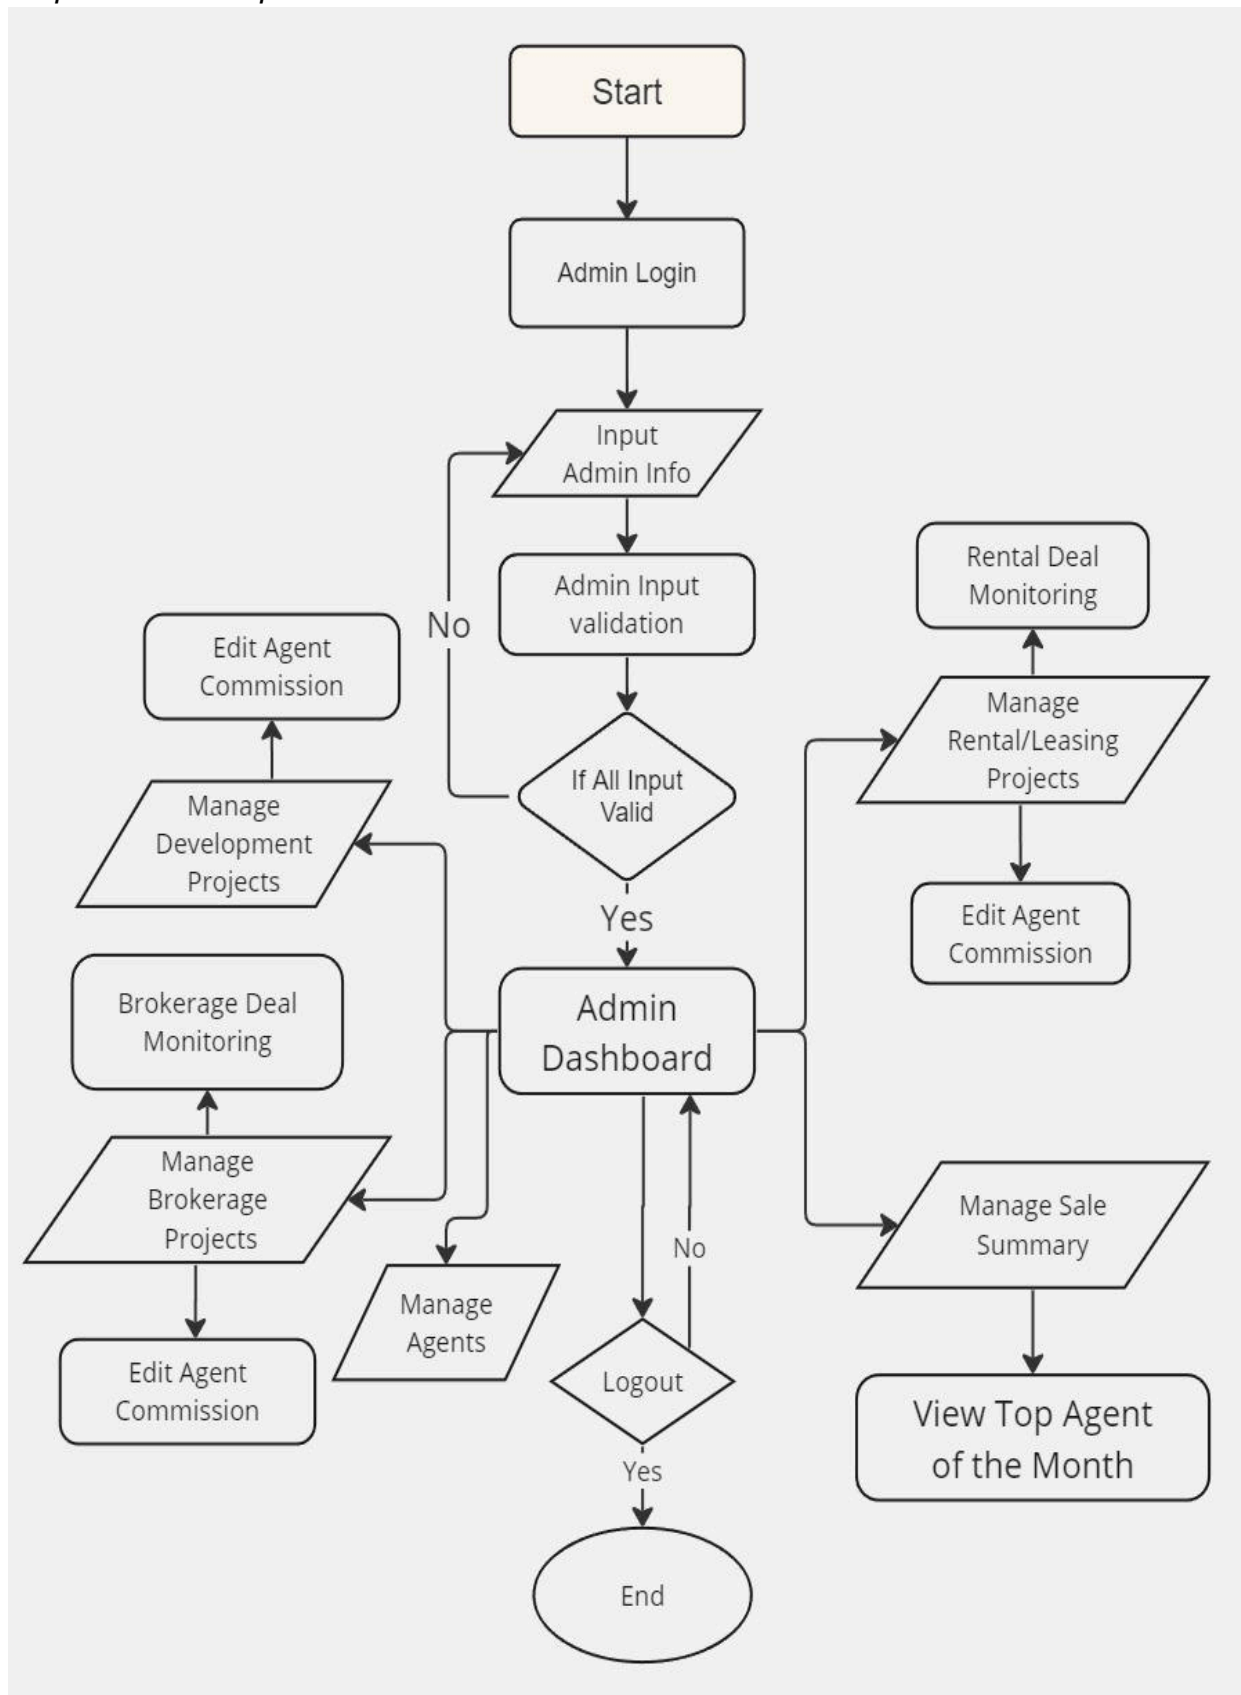 Start
Admin Login
Input
Admin Info
Admin Input
validation
No
If All Input
Valid
Yes
Admin
Dashboard
Edit Agent
Commission
Manage
Development
Projects
Brokerage Deal
Monitoring
Manage
Brokerage
Projects
Edit Agent
Commission
Manage
Agents
No
Logout
Yes
End
Rental Deal
Monitoring
Manage
Rental/Leasing
Projects
Edit Agent
Commission
Manage Sale
Summary
View Top Agent
of the Month